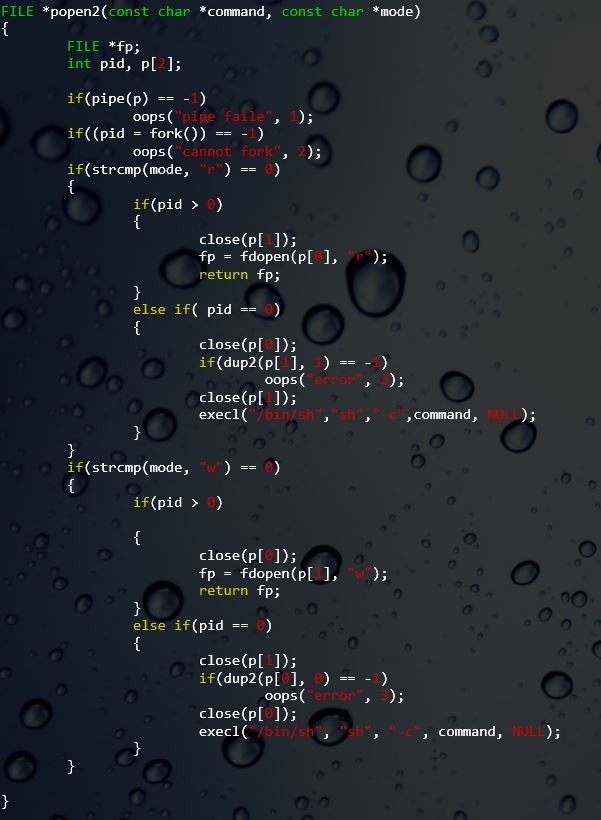 FILE *popen2(const char *command, const char *mode)
{
        FILE *fp;
        int pid, p[2];

        if(pipe(p) == -1)
                oops("pipe faile", 1);
        if((pid = fork()) == -1)
                oops("cannot fork", 2);
        if(strcmp(mode, "r") == 0)
        {
                if(pid > 0)
                {
                        close(p[1]);
                        fp = fdopen(p[0], "r");
                        return fp;
                }
                else if( pid == 0)
                {
                        close(p[0]);
                        if(dup2(p[1], 1) == -1)
                                oops("error", 3);
                        close(p[1]);
                        execl("/bin/sh","sh","-c",command, NULL);
                }
        }
        if(strcmp(mode, "w") == 0)
        {
                if(pid > 0)

                {
                        close(p[0]);
                        fp = fdopen(p[1], "w");
                        return fp;
                }
                else if(pid == 0)
                {
                        close(p[1]);
                        if(dup2(p[0], 0) == -1)
                                oops("error", 3);
                        close(p[0]);
                        execl("/bin/sh", "sh", "-c", command, NULL);
                }
        }

}